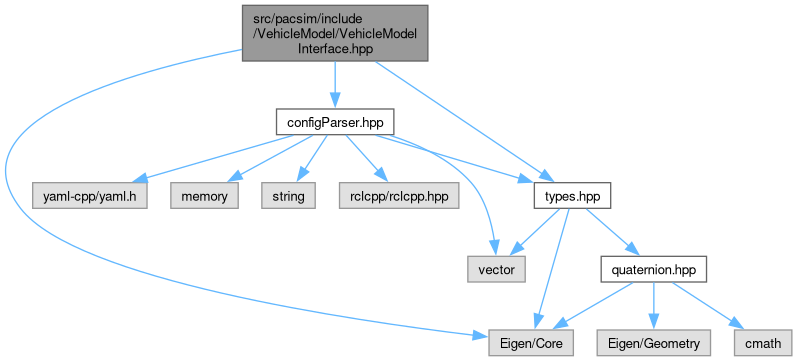 src/pacsim/include
/VehicleModel/VehicleModel
Interface.hpp
configParser.hpp
yaml-cpp/yaml.h
memory
string
rclcpp/rclcpp.hpp
types.hpp
vector
quaternion.hpp
Eigen/Core
Eigen/Geometry
cmath